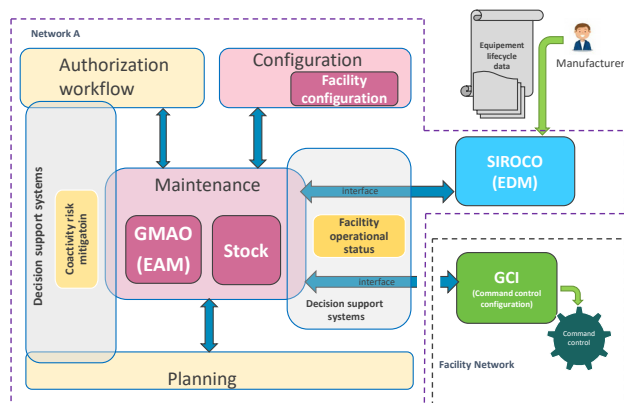 Network A
Authorization
workflow
Configuration
Facility
configuration
Equipement
lifecycle
data
Manufacturer
Decision support systems
Coactivity risk
mitigatoin
Maintenance
GMAO
(EAM)
Stock
interface
Faciltity
operational
status
interface
Decision support
systems
SIROCO
(EDM)
GCI
(Command control
configuration)
Command
control
Facility Network
Planning